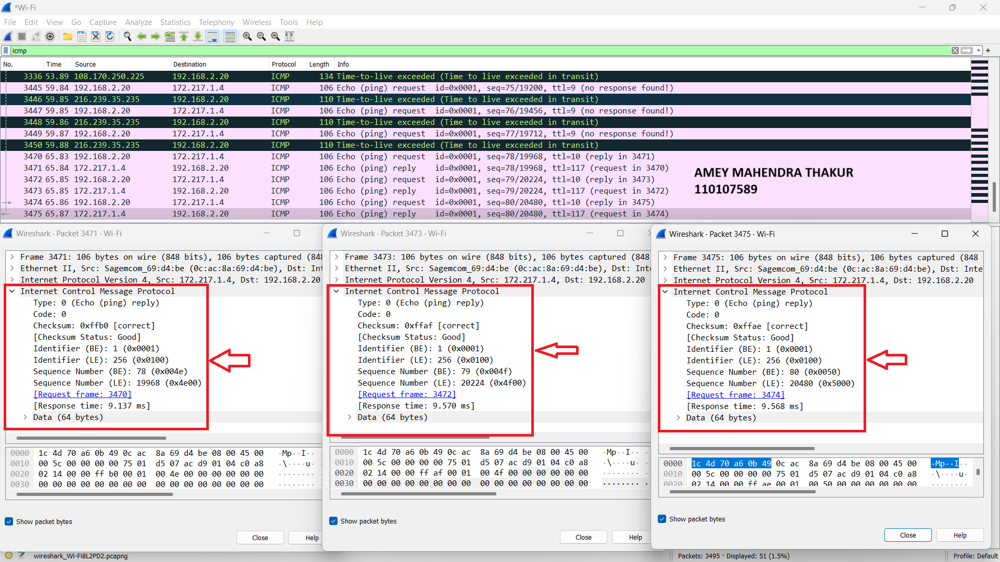 *Wi-Fi
File Edit View Go Capture Analyze Statistics Telephony Wireless Tools Help
icmp
No. Time Source Destination Protocol Length Info
3336 53.89 108.170.250.225 192.168.2.20 ICMP 134 Time-to-live exceeded (Time to live exceeded in transit)
3445 59.84 192.168.2.20 172.217.1.4 ICMP 106 Echo (ping) request id=0x0001, seq=75/19200, ttl=9 (no response found!)
3446 59.85 216.239.35.235 192.168.2.20 ICMP 110 Time-to-live exceeded (Time to live exceeded in transit)
3447 59.85 192.168.2.20 172.217.1.4 ICMP 106 Echo (ping) request id=0x0001, seq=76/19456, ttl=9 (no response found!)
3448 59.86 216.239.35.235 192.168.2.20 ICMP 110 Time-to-live exceeded (Time to live exceeded in transit)
3449 59.87 192.168.2.20 172.217.1.4 ICMP 106 Echo (ping) request id=0x0001, seq=77/19712, ttl=9 (no response found!)
3450 59.88 216.239.35.235 192.168.2.20 ICMP 110 Time-to-live exceeded (Time to live exceeded in transit)
3470 65.83 192.168.2.20 172.217.1.4 ICMP 106 Echo (ping) request id=0x0001, seq=78/19968, ttl=10 (reply in 3471)
3471 65.84 172.217.1.4 192.168.2.20 ICMP 106 Echo (ping) reply id=0x0001, seq=78/19968, ttl=117 (request in 3470)
3472 65.85 192.168.2.20 172.217.1.4 ICMP 106 Echo (ping) request id=0x0001, seq=79/20224, ttl=10 (reply in 3473)
3473 65.85 172.217.1.4 192.168.2.20 ICMP 106 Echo (ping) reply id=0x0001, seq=79/20224, ttl=117 (request in 3472)
3474 65.86 192.168.2.20 172.217.1.4 ICMP 106 Echo (ping) request id=0x0001, seq=80/20480, ttl=10 (reply in 3475)
3475 65.87 172.217.1.4 192.168.2.20 ICMP 106 Echo (ping) reply id=0x0001, seq=80/20480, ttl=117 (request in 3474)
AMEY MAHENDRA THAKUR
110107589
Wireshark · Packet 3471 · Wi-Fi
Frame 3471: 106 bytes on wire (848 bits), 106 bytes captured (848
Ethernet II, Src: Sagemcom_69:d4:be (0c:ac:8a:69:d4:be), Dst: Int
Internet Protocol Version 4, Src: 172.217.1.4, Dst: 192.168.2.20
Internet Control Message Protocol
Type: 0 (Echo (ping) reply)
Code: 0
Checksum: 0xffb0 [correct]
[Checksum Status: Good]
Identifier (BE): 1 (0x0001)
Identifier (LE): 256 (0x0100)
Sequence Number (BE): 78 (0x004e)
Sequence Number (LE): 19968 (0x4e00)
[Request frame: 3470]
[Response time: 9.137 ms]
Data (64 bytes)
0000 1c 4d 70 a6 0b 49 0c ac 8a 69 d4 be 08 00 45 00 ·Mp··I··
0010 00 5c 00 00 00 00 75 01 d5 07 ac d9 01 04 c0 a8 ·\····u·
0020 02 14 00 00 ff b0 00 01 00 4e 00 00 00 00 00 00 ········
0030 00 00 00 00 00 00 00 00 00 00 00 00 00 00 00 00 ········
Show packet bytes
Close Help
Wireshark · Packet 3473 · Wi-Fi
Frame 3473: 106 bytes on wire (848 bits), 106 bytes captured (848
Ethernet II, Src: Sagemcom_69:d4:be (0c:ac:8a:69:d4:be), Dst: Inte
Internet Protocol Version 4, Src: 172.217.1.4, Dst: 192.168.2.20
Internet Control Message Protocol
Type: 0 (Echo (ping) reply)
Code: 0
Checksum: 0xffaf [correct]
[Checksum Status: Good]
Identifier (BE): 1 (0x0001)
Identifier (LE): 256 (0x0100)
Sequence Number (BE): 79 (0x004f)
Sequence Number (LE): 20224 (0x4f00)
[Request frame: 3472]
[Response time: 9.570 ms]
Data (64 bytes)
0000 1c 4d 70 a6 0b 49 0c ac 8a 69 d4 be 08 00 45 00 ·Mp··I··
0010 00 5c 00 00 00 00 75 01 d5 07 ac d9 01 04 c0 a8 ·\····u·
0020 02 14 00 00 ff af 00 01 00 4f 00 00 00 00 00 00 ········
0030 00 00 00 00 00 00 00 00 00 00 00 00 00 00 00 00 ········
Show packet bytes
Close Help
Wireshark · Packet 3475 · Wi-Fi
Frame 3475: 106 bytes on wire (848 bits), 106 bytes captured (848
Ethernet II, Src: Sagemcom_69:d4:be (0c:ac:8a:69:d4:be), Dst: Inte
Internet Protocol Version 4, Src: 172.217.1.4, Dst: 192.168.2.20
Internet Control Message Protocol
Type: 0 (Echo (ping) reply)
Code: 0
Checksum: 0xffae [correct]
[Checksum Status: Good]
Identifier (BE): 1 (0x0001)
Identifier (LE): 256 (0x0100)
Sequence Number (BE): 80 (0x0050)
Sequence Number (LE): 20480 (0x5000)
[Request frame: 3474]
[Response time: 9.568 ms]
Data (64 bytes)
0000 1c 4d 70 a6 0b 49 0c ac 8a 69 d4 be 08 00 45 00 ·Mp··I··
0010 00 5c 00 00 00 00 75 01 d5 07 ac d9 01 04 c0 a8 ·\····u·
0020 02 14 00 00 ff ae 00 01 00 50 00 00 00 00 00 00 ········
Show packet bytes
Close Help
wireshark_Wi-Fi8L2PD2.pcapng
Packets: 3495 · Displayed: 51 (1.5%)
Profile: Default